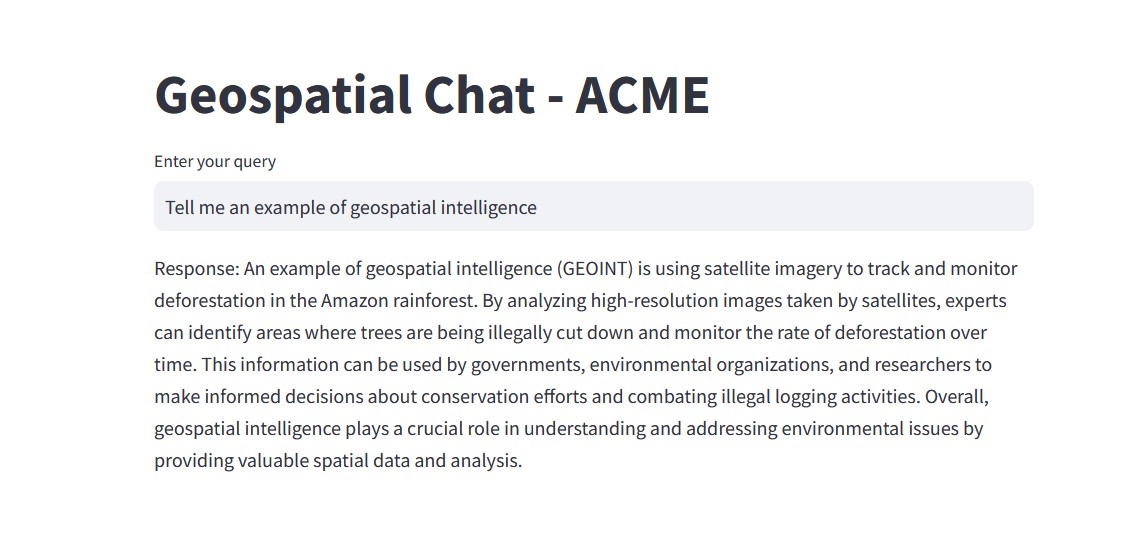 Geospatial Chat - ACME
Enter your query
Tell me an example of geospatial intelligence
Response: An example of geospatial intelligence (GEOINT) is using satellite imagery to track and monitor
deforestation in the Amazon rainforest. By analyzing high-resolution images taken by satellites, experts
can identify areas where trees are being illegally cut down and monitor the rate of deforestation over
time. This information can be used by governments, environmental organizations, and researchers to
make informed decisions about conservation efforts and combating illegal logging activities. Overall,
geospatial intelligence plays a crucial role in understanding and addressing environmental issues by
providing valuable spatial data and analysis.